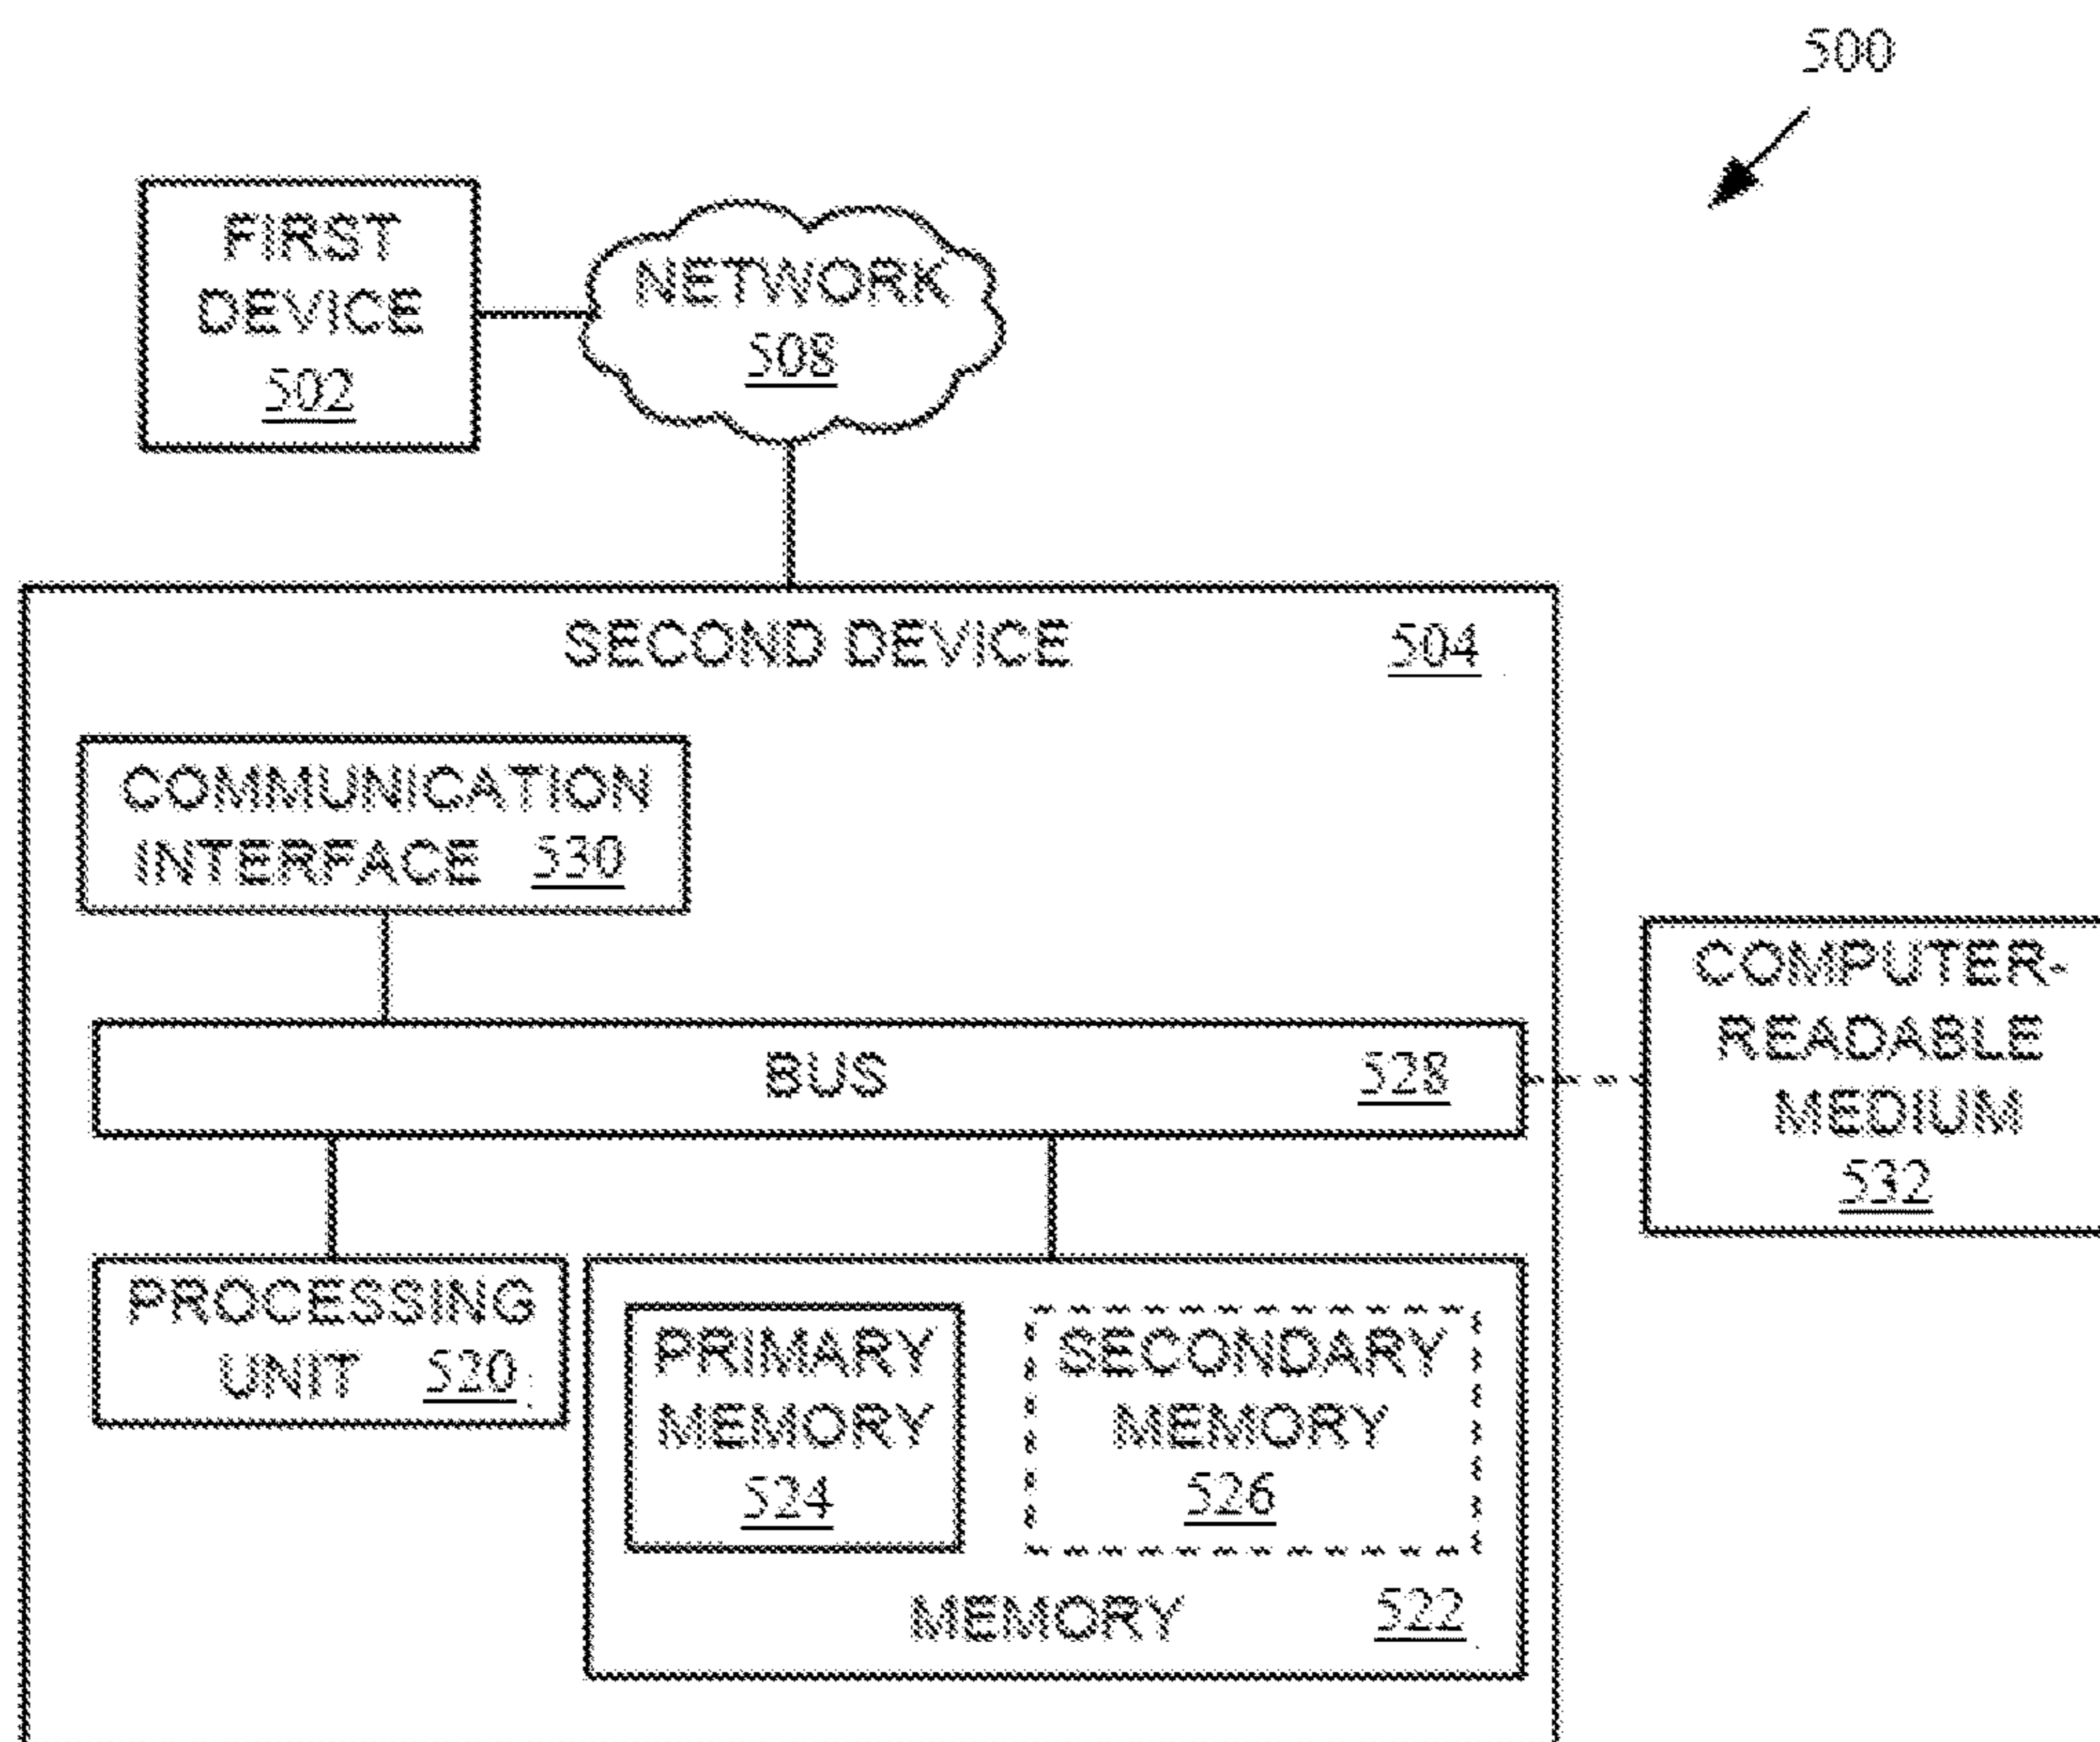 500
FIRST
DEVICE
502
NETWORK
508
SECOND DEVICE 504
COMMUNICATION
INTERFACE 530
BUS 528
COMPUTER-
READABLE
MEDIUM
532
PROCESSING
UNIT 520
PRIMARY
MEMORY
524
SECONDARY
MEMORY
526
MEMORY 522